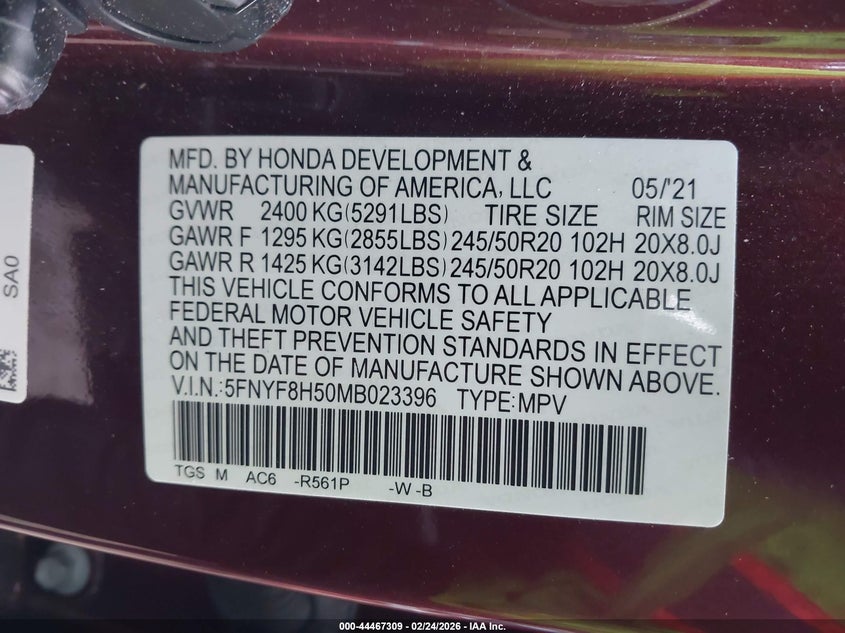 MFD. BY HONDA DEVELOPMENT &
MANUFACTURING OF AMERICA, LLC 05/'21
GVWR 2400 KG(5291LBS) TIRE SIZE RIM SIZE
GAWR F 1295 KG(2855LBS) 245/50R20 102H 20X8.0J
GAWR R 1425 KG(3142LBS) 245/50R20 102H 20X8.0J
THIS VEHICLE CONFORMS TO ALL APPLICABLE
FEDERAL MOTOR VEHICLE SAFETY
AND THEFT PREVENTION STANDARDS IN EFFECT
ON THE DATE OF MANUFACTURE SHOWN ABOVE.
V.I.N.:5FNYF8H50MB023396 TYPE:MPV
TGS M AC6 -R561P -W -B
SA0
000-44467309 - 02/24/2026 - IAA Inc.